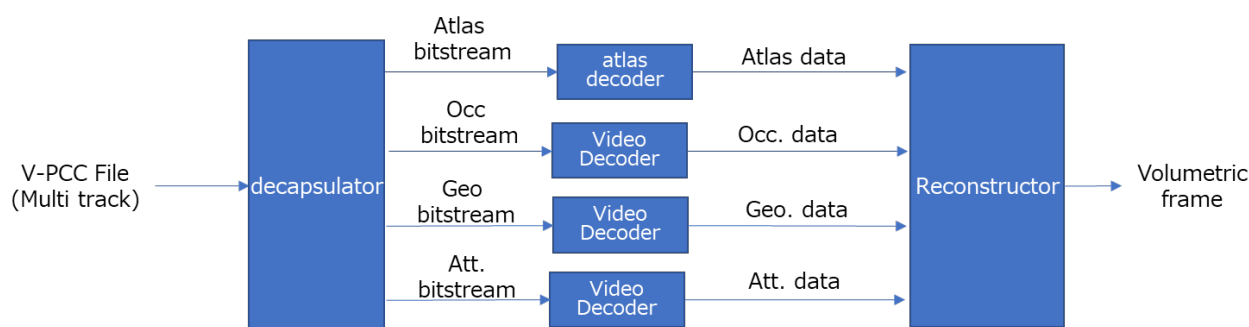 V-PCC File
(Multi track)
decapsulator
Atlas
bitstream
atlas
decoder
Atlas data
Occ
bitstream
Video
Decoder
Occ. data
Geo
bitstream
Video
Decoder
Geo. data
Att.
bitstream
Video
Decoder
Att. data
Reconstructor
Volumetric
frame